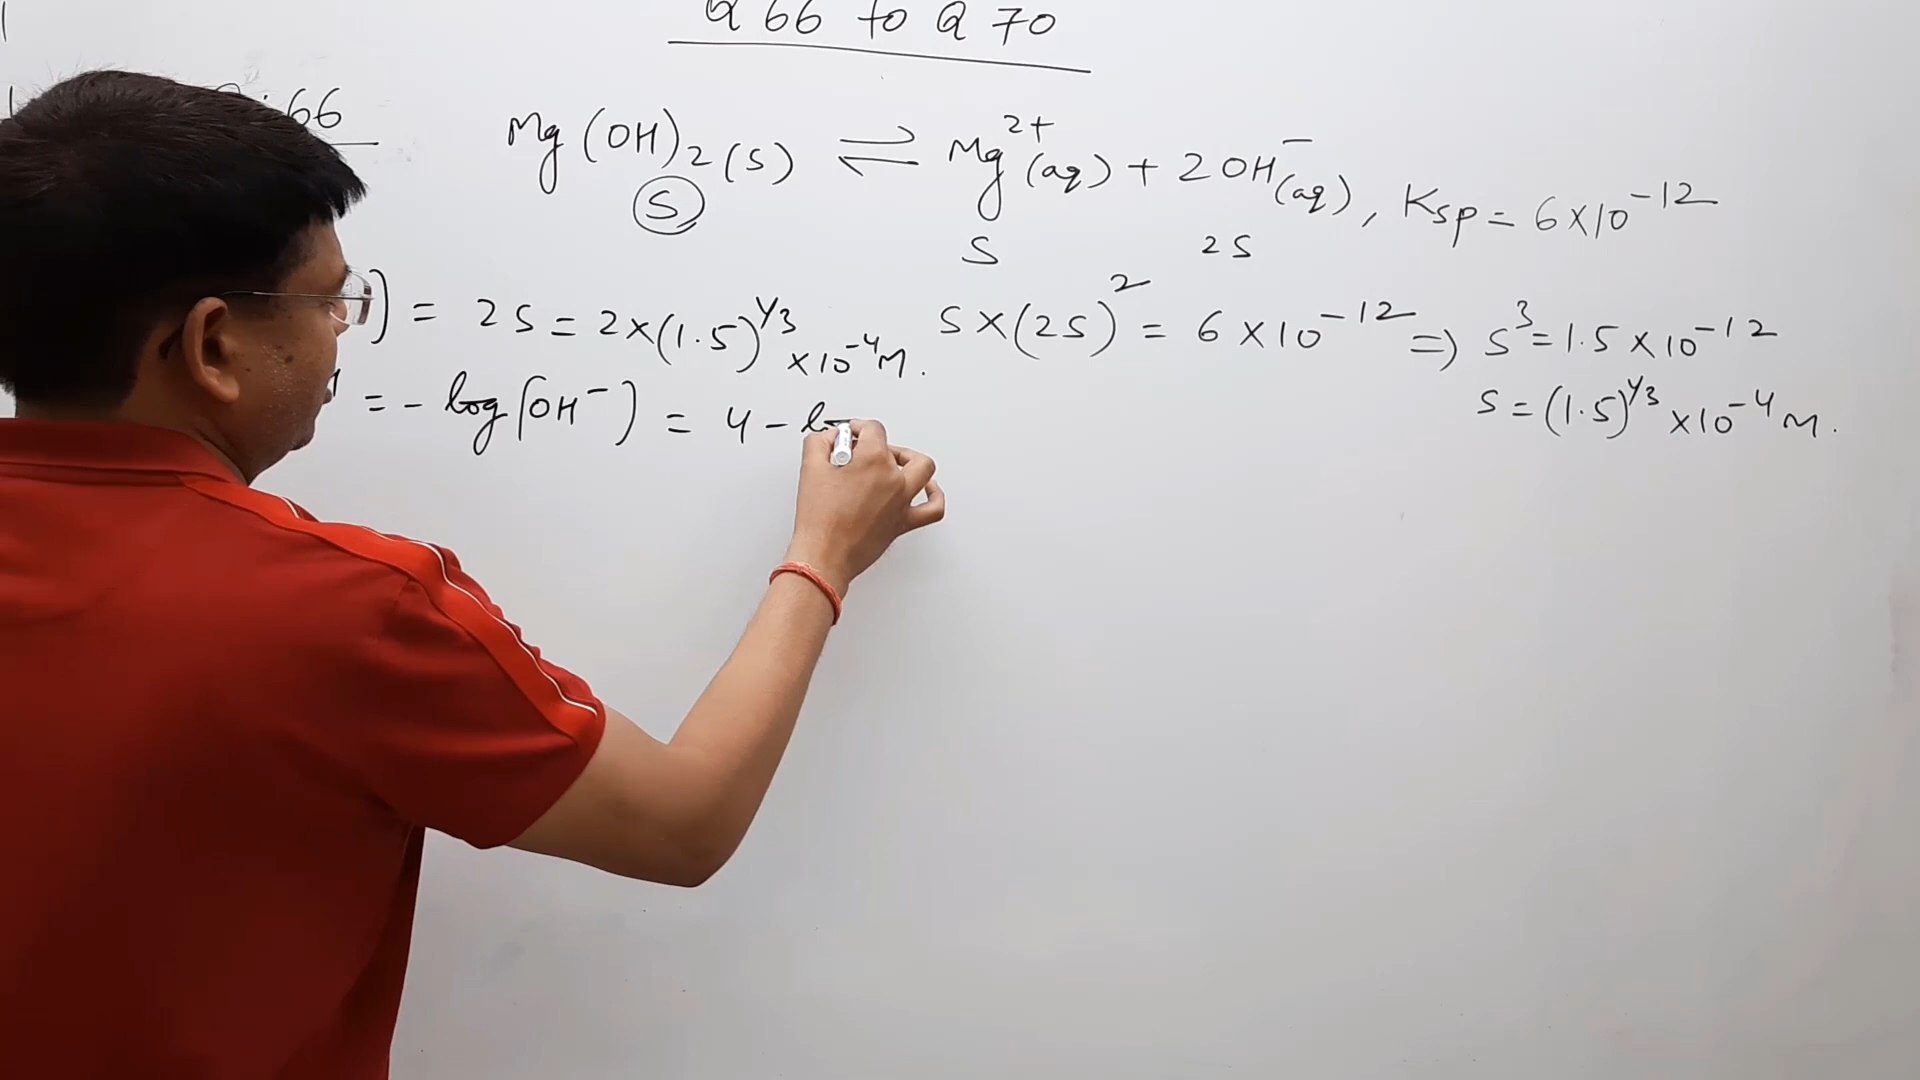 Q 66 to Q 70
66
Mg(OH)₂(s) ⇌ Mg²⁺(aq) + 2OH⁻(aq), Ksp = 6×10⁻¹²
S
S 2S
) = 2S = 2×(1.5)^1/3 ×10⁻⁴M.
S×(2S)² = 6×10⁻¹² => S³ = 1.5×10⁻¹²
S = (1.5)^1/3 ×10⁻⁴ M.
= - log[OH⁻) = 4 - lo